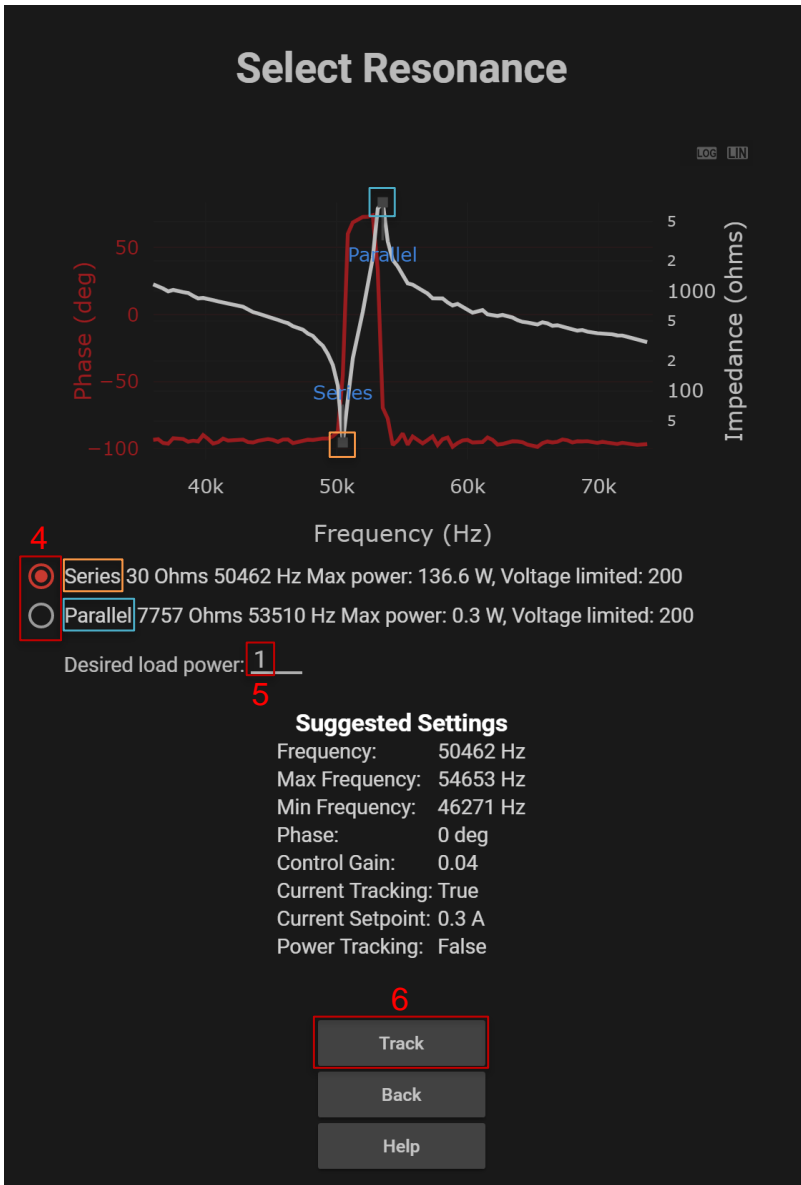 Select Resonance
LOG LIN
Parallel
Series
50
0
−50
−100
Phase (deg)
5
2
1000
5
2
100
5
Impedance (ohms)
40k 50k 60k 70k
Frequency (Hz)
4
Series 30 Ohms 50462 Hz Max power: 136.6 W, Voltage limited: 200
Parallel 7757 Ohms 53510 Hz Max power: 0.3 W, Voltage limited: 200
Desired load power: 1
5
Suggested Settings
Frequency: 50462 Hz
Max Frequency: 54653 Hz
Min Frequency: 46271 Hz
Phase: 0 deg
Control Gain: 0.04
Current Tracking: True
Current Setpoint: 0.3 A
Power Tracking: False
6
Track
Back
Help